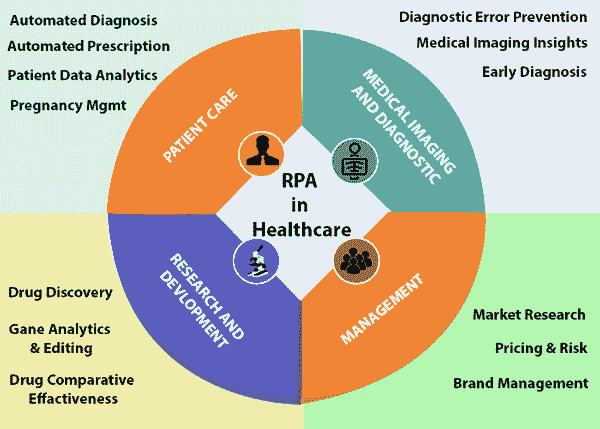 Automated Diagnosis
Automated Prescription
Patient Data Analytics
Pregnancy Mgmt
Diagnostic Error Prevention
Medical Imaging Insights
Early Diagnosis
PATIENT CARE
MEDICAL IMAGING
AND DIAGNOSTIC
RPA
in
Healthcare
RESEARCH AND
DEVLOPMENT
MANAGEMENT
Drug Discovery
Gane Analytics
& Editing
Drug Comparative
Effactiveness
Market Research
Pricing & Risk
Brand Management